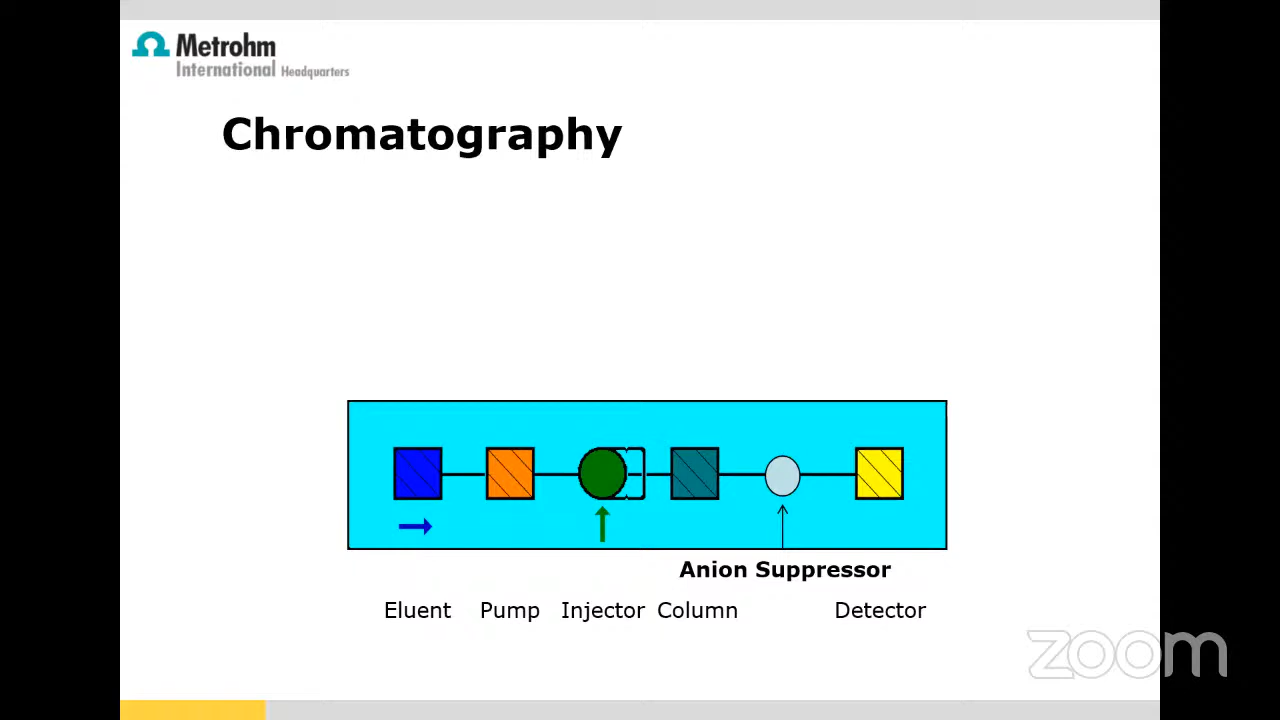 Metrohm
International Headquarters
Chromatography
Anion Suppressor
Eluent Pump Injector Column Detector
zoom